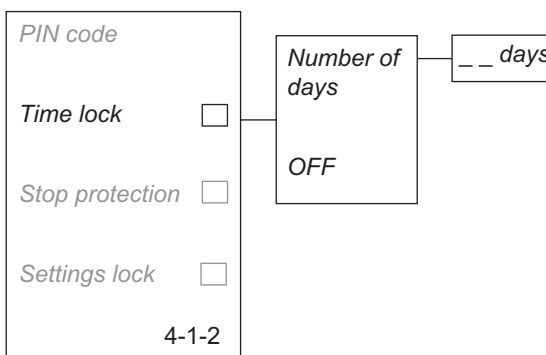 PIN code
Time lock
Stop protection
Settings lock
4-1-2
Number of
days
OFF
_ _ days